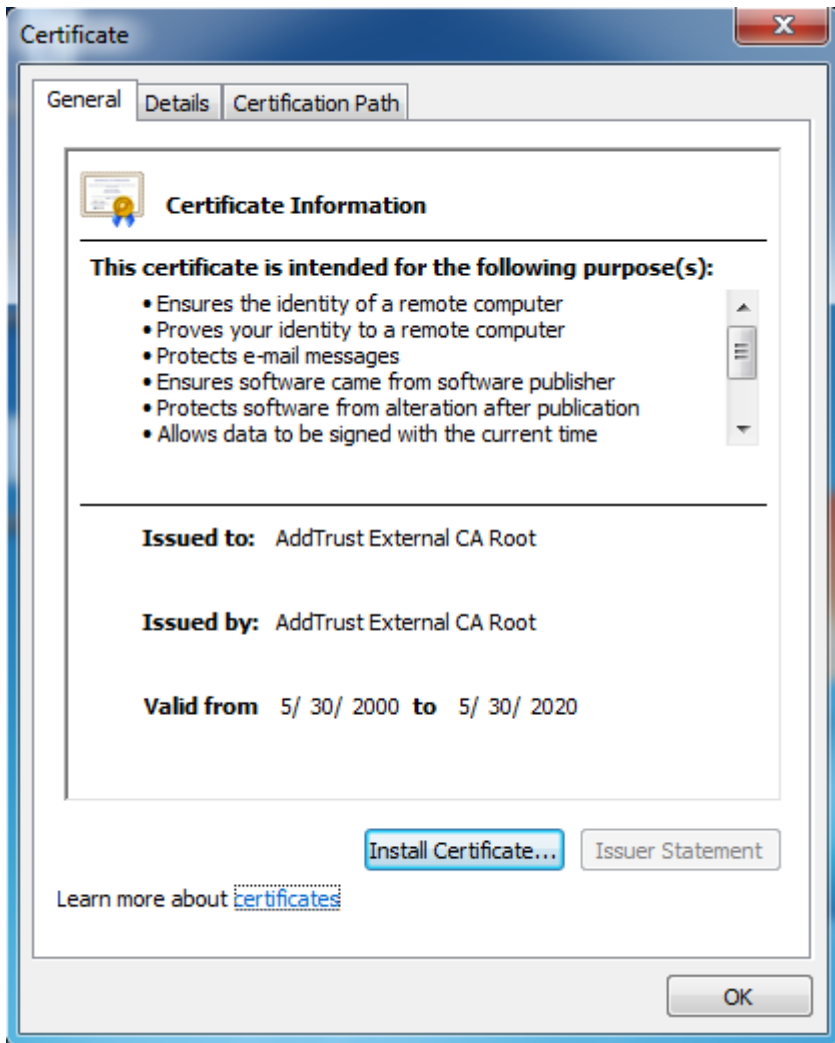 Certificate
General Details Certification Path
Certificate Information
This certificate is intended for the following purpose(s):
• Ensures the identity of a remote computer
• Proves your identity to a remote computer
• Protects e-mail messages
• Ensures software came from software publisher
• Protects software from alteration after publication
• Allows data to be signed with the current time
Issued to: AddTrust External CA Root
Issued by: AddTrust External CA Root
Valid from 5/ 30/ 2000 to 5/ 30/ 2020
Install Certificate... Issuer Statement
Learn more about certificates
OK